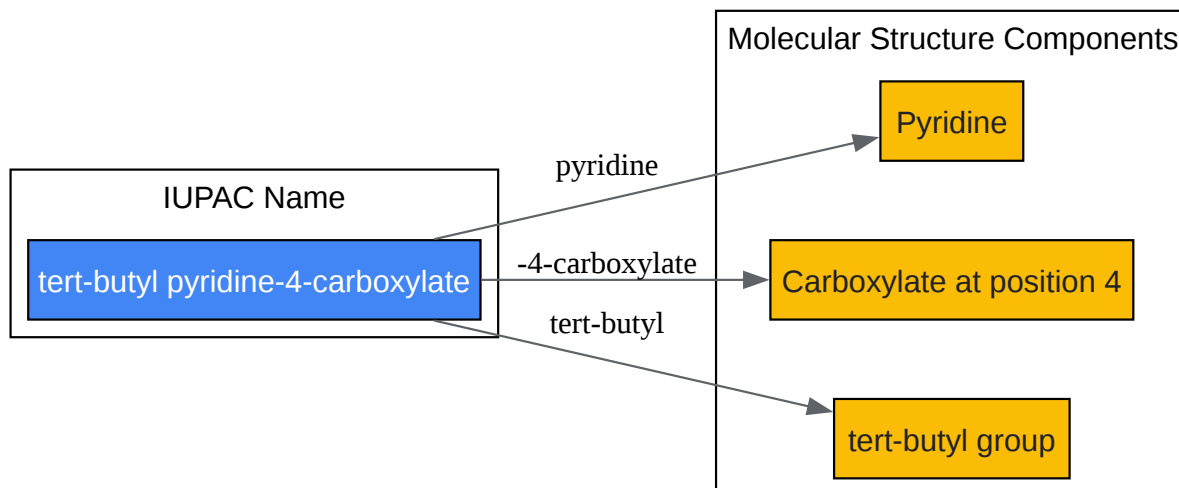 Molecular Structure Components
Pyridine
pyridine
IUPAC Name
tert-butyl pyridine-4-carboxylate
-4-carboxylate
Carboxylate at position 4
tert-butyl
tert-butyl group